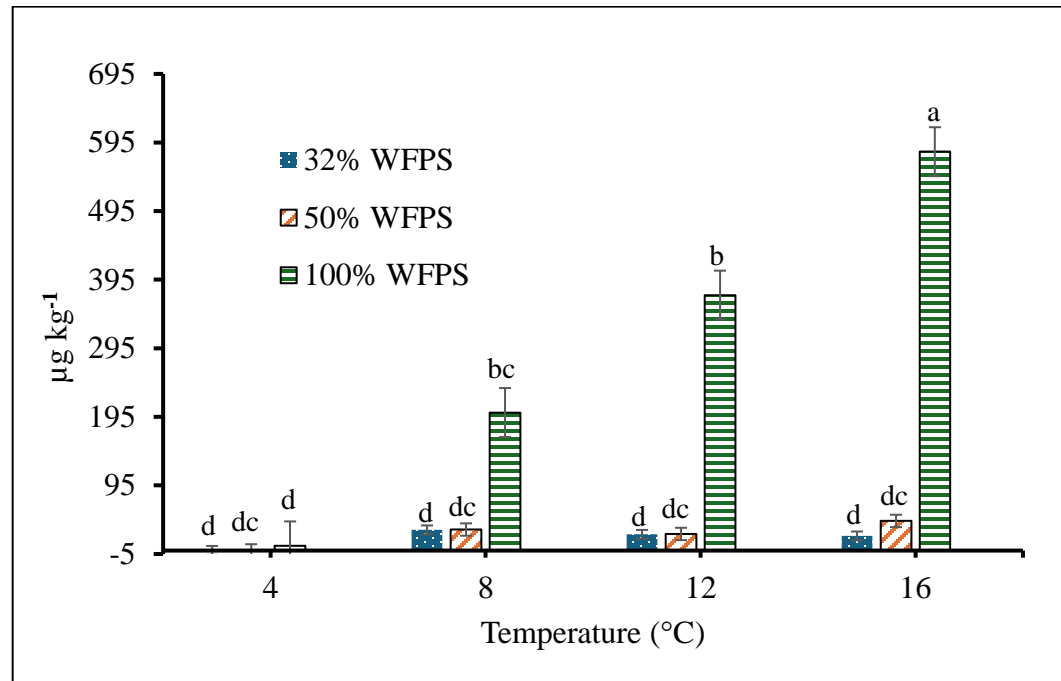 695
595
495
395
295
195
95
-5
µg kg-1
32% WFPS
50% WFPS
100% WFPS
d dc d
d dc bc
d dc b
d dc a
4 8 12 16
Temperature (°C)